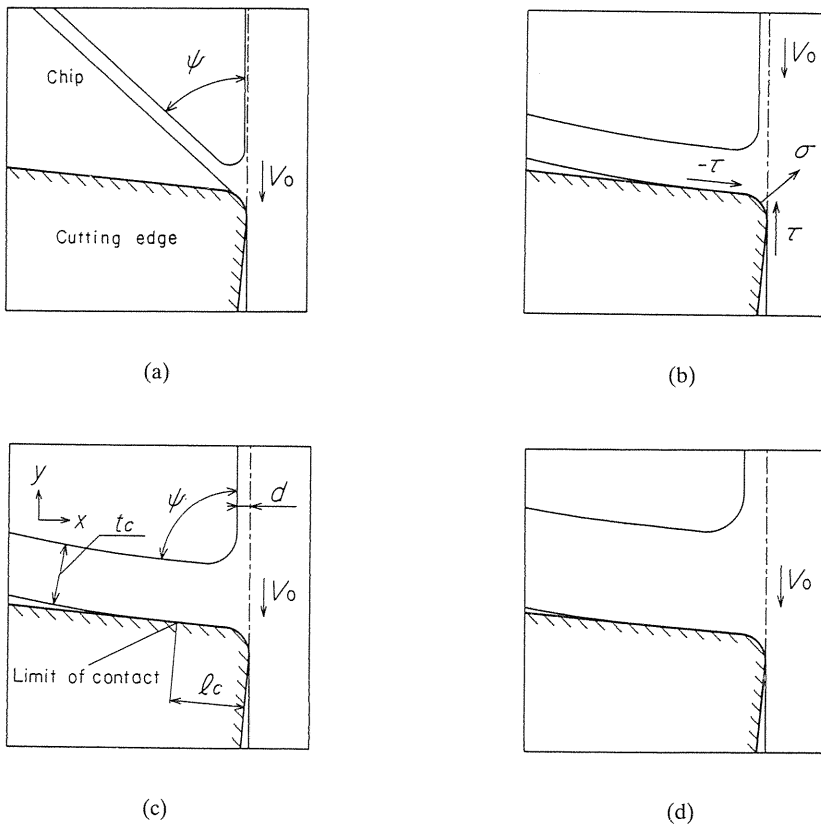 Chip
ψ
V₀
Cutting edge
(a)
V₀
-τ
σ
τ
(b)
y
x
tc
ψ
d
V₀
Limit of contact
ℓc
(c)
V₀
(d)